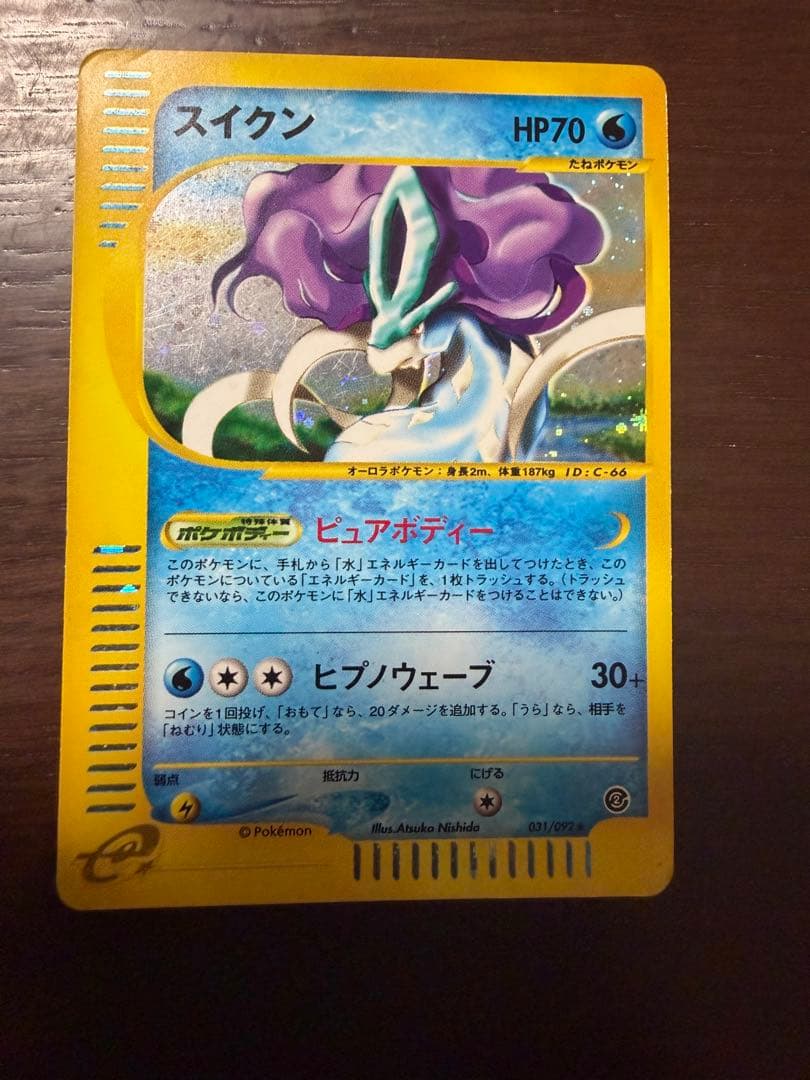 スイクン
HP70
たねポケモン
オーロラポケモン：身長2m、体重187kg ID:C-66
特殊体質
ポケボディー
ピュアボディー
このポケモンに、手札から「水」エネルギーカードを出してつけたとき、この
ポケモンについている「エネルギーカード」を、1枚トラッシュする。（トラッシュ
できないなら、このポケモンに「水」エネルギーカードをつけることはできない。）
ヒプノウェーブ 30+
コインを1回投げ、「おもて」なら、20ダメージを追加する。「うら」なら、相手を
「ねむり」状態にする。
弱点 抵抗力 にげる
© Pokémon Illus.Atsuko Nishida 031/092★
e